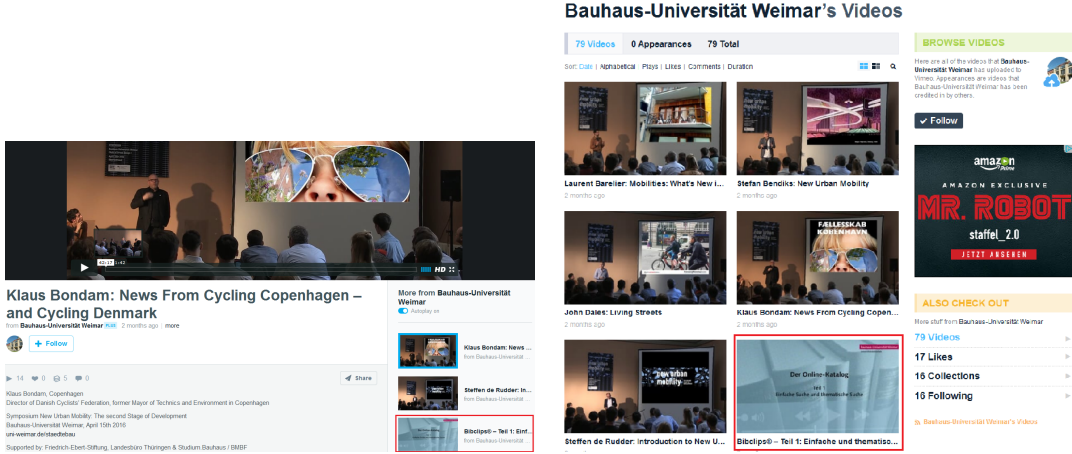 42:17 1:42
HD
Klaus Bondam: News From Cycling Copenhagen –
and Cycling Denmark
from Bauhaus-Universität Weimar PLUS 2 months ago | more
+ Follow
14 0 5 0
Share
Klaus Bondam, Copenhagen
Director of Danish Cyclists' Federation, former Mayor of Technics and Environment in Copenhagen
Symposium New Urban Mobility: The second Stage of Development
Bauhaus-Universität Weimar, April 15th 2016
uni-weimar.de/staedtebau
Supported by: Friedrich-Ebert-Stiftung, Landesbüro Thüringen & Studium Bauhaus / BMBF
More from Bauhaus-Universität
Weimar
Autoplay on
Klaus Bondam: News ...
from Bauhaus-Universität ...
Steffen de Rudder: In...
from Bauhaus-Universität ...
Bibclips® – Teil 1: Einf...
from Bauhaus-Universität ...
Bauhaus-Universität Weimar's Videos
79 Videos 0 Appearances 79 Total
Sort: Date | Alphabetical | Plays | Likes | Comments | Duration
Laurent Barelier: Mobilities: What's New i...
2 months ago
Stefan Bendiks: New Urban Mobility
2 months ago
John Dales: Living Streets
2 months ago
FÆLLESSKAB
KØBENHAVN
Klaus Bondam: News From Cycling Copen...
2 months ago
new urban
mobility
Steffen de Rudder: Introduction to New U...
Der Online-Katalog
Teil 1
Einfache Suche und thematische Suche
Bibclips® – Teil 1: Einfache und thematisc...
BROWSE VIDEOS
Here are all of the videos that Bauhaus-
Universität Weimar has uploaded to
Vimeo. Appearances are videos that
Bauhaus-Universität Weimar has been
credited in by others.
Follow
amazon
Prime
AMAZON EXCLUSIVE
MR. ROBOT
staffel_2.0
JETZT ANSEHEN
ALSO CHECK OUT
More stuff from Bauhaus-Universität Weimar
79 Videos
17 Likes
16 Collections
16 Following
Bauhaus-Universität Weimar's Videos